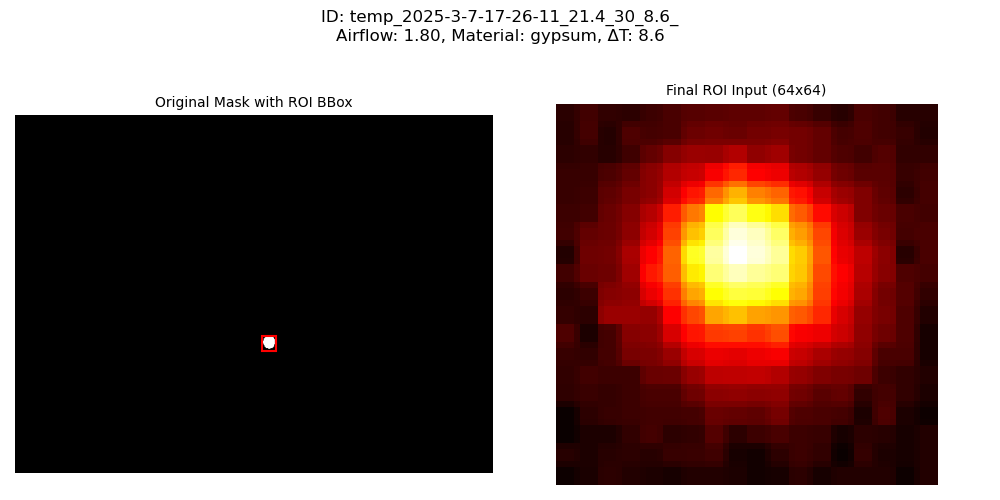 ID: temp_2025-3-7-17-26-11_21.4_30_8.6_
Airflow: 1.80, Material: gypsum, ΔT: 8.6
Original Mask with ROI BBox
Final ROI Input (64x64)